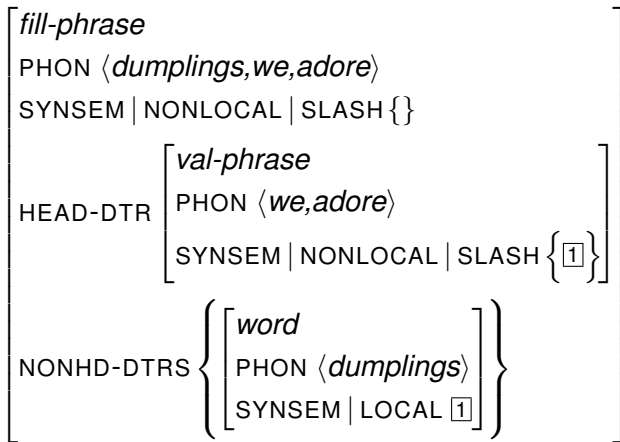 fill-phrase
PHON ⟨dumplings,we,adore⟩
SYNSEM | NONLOCAL | SLASH {}
val-phrase
PHON ⟨we,adore⟩
HEAD-DTR
SYNSEM | NONLOCAL | SLASH {1}
word
PHON ⟨dumplings⟩
NONHD-DTRS
SYNSEM | LOCAL 1